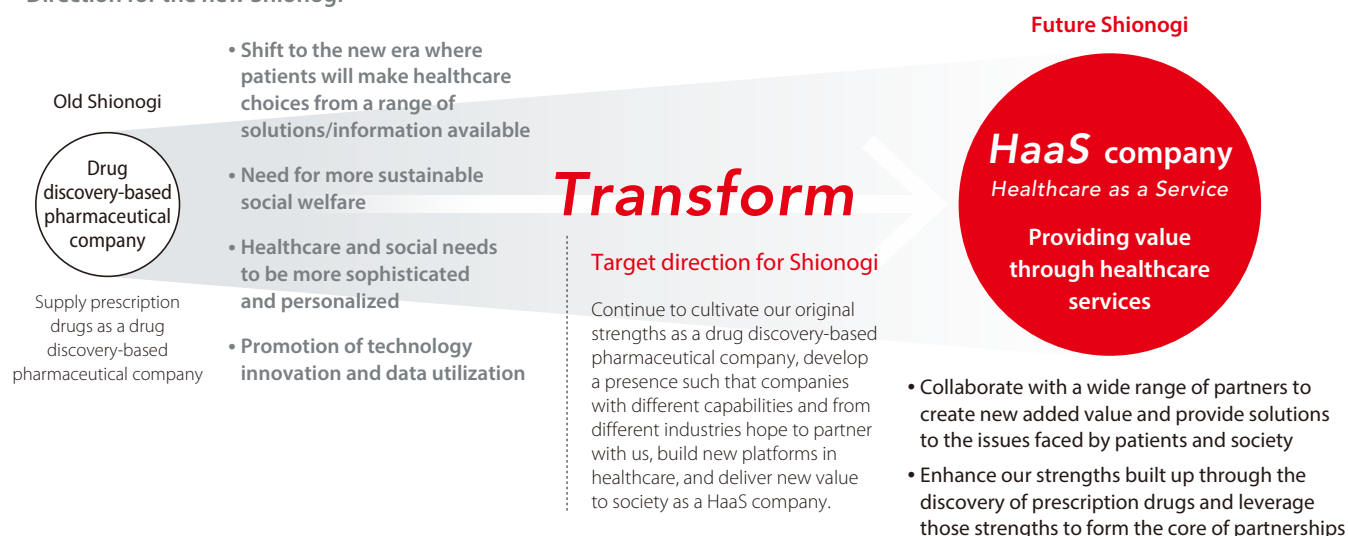 Direction for the new Shionogi
Old Shionogi
Drug
discovery-based
pharmaceutical
company
Supply prescription
drugs as a drug
discovery-based
pharmaceutical company
• Shift to the new era where
patients will make healthcare
choices from a range of
solutions/information available
• Need for more sustainable
social welfare
• Healthcare and social needs
to be more sophisticated
and personalized
• Promotion of technology
innovation and data utilization
Transform
Target direction for Shionogi
Continue to cultivate our original
strengths as a drug discovery-based
pharmaceutical company, develop
a presence such that companies
with different capabilities and from
different industries hope to partner
with us, build new platforms in
healthcare, and deliver new value
to society as a HaaS company.
Future Shionogi
HaaS company
Healthcare as a Service
Providing value
through healthcare
services
• Collaborate with a wide range of partners to
create new added value and provide solutions
to the issues faced by patients and society
• Enhance our strengths built up through the
discovery of prescription drugs and leverage
those strengths to form the core of partnerships